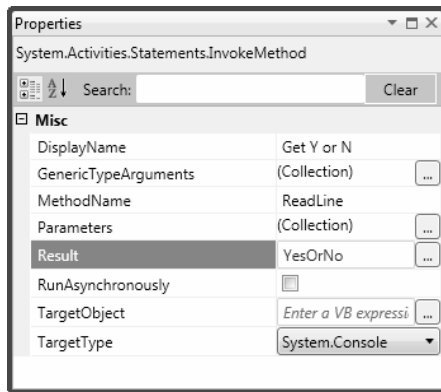 Properties
System.Activities.Statements.InvokeMethod
Search: Clear
Misc
DisplayName Get Y or N
GenericTypeArguments (Collection) ...
MethodName ReadLine
Parameters (Collection) ...
Result YesOrNo ...
RunAsynchronously
TargetObject Enter a VB expressi ...
TargetType System.Console